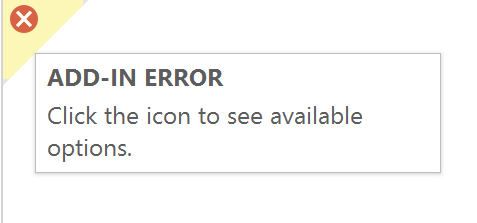 ADD-IN ERROR
Click the icon to see available
options.